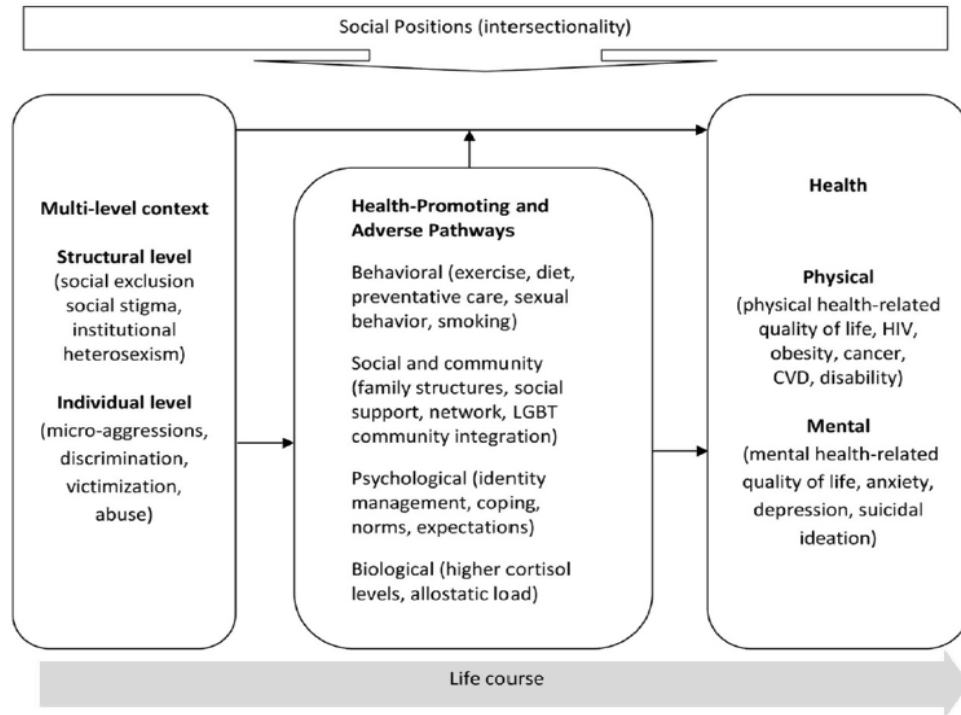 Social Positions (intersectionality)
Multi-level context
Structural level
(social exclusion
social stigma,
institutional
heterosexism)
Individual level
(micro-aggressions,
discrimination,
victimization,
abuse)
Health-Promoting and
Adverse Pathways
Behavioral (exercise, diet,
preventative care, sexual
behavior, smoking)
Social and community
(family structures, social
support, network, LGBT
community integration)
Psychological (identity
management, coping,
norms, expectations)
Biological (higher cortisol
levels, allostatic load)
Health
Physical
(physical health-related
quality of life, HIV,
obesity, cancer,
CVD, disability)
Mental
(mental health-related
quality of life, anxiety,
depression, suicidal
ideation)
Life course